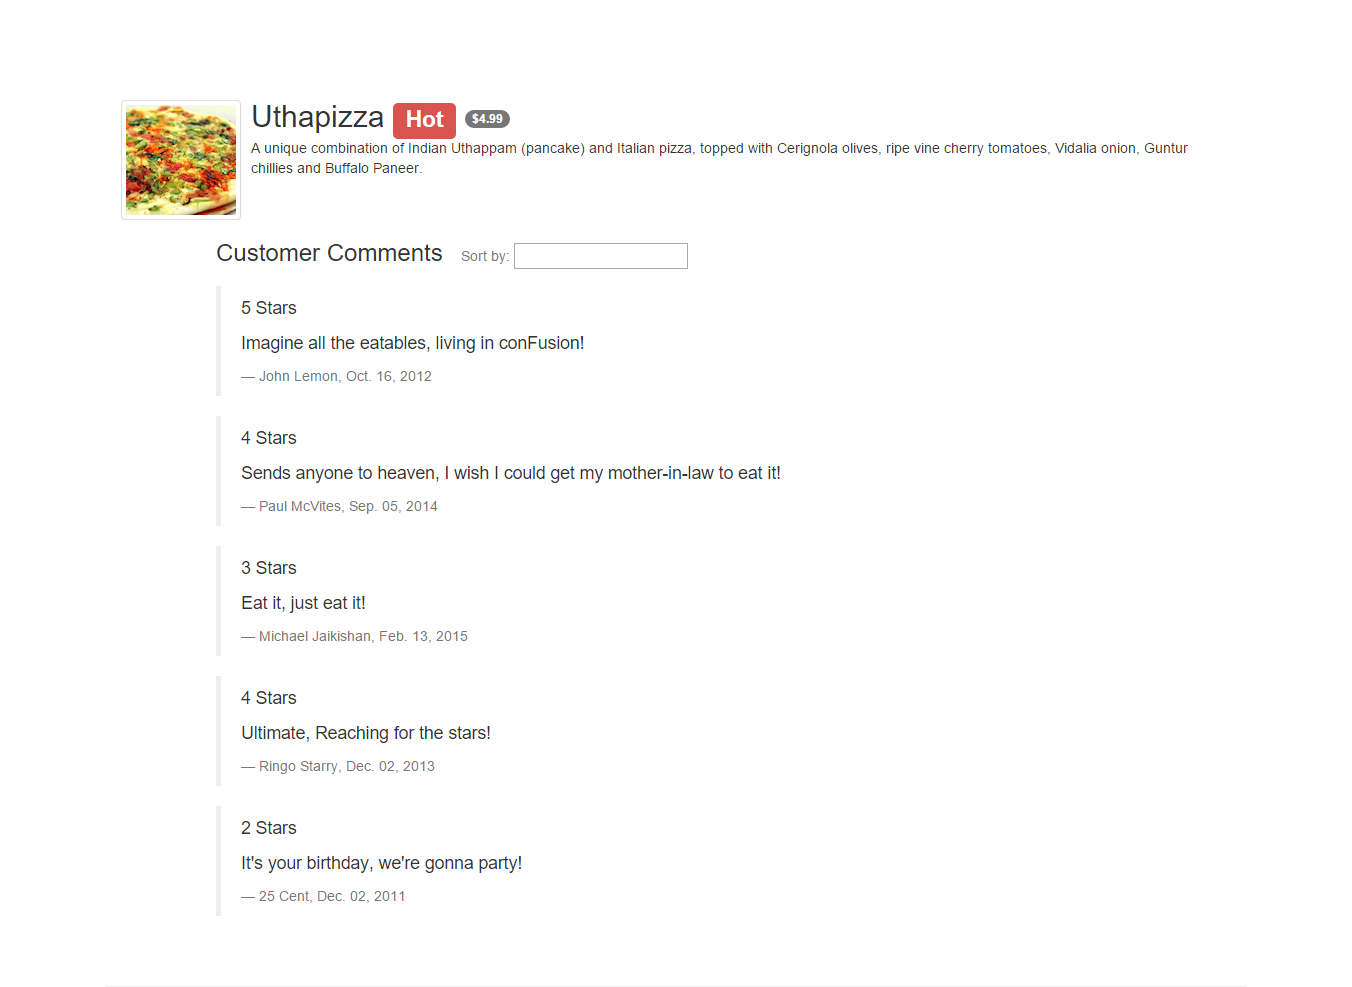 Uthapizza Hot $4.99
A unique combination of Indian Uthappam (pancake) and Italian pizza, topped with Cerignola olives, ripe vine cherry tomatoes, Vidalia onion, Guntur
chillies and Buffalo Paneer.
Customer Comments Sort by:
5 Stars
Imagine all the eatables, living in conFusion!
— John Lemon, Oct. 16, 2012
4 Stars
Sends anyone to heaven, I wish I could get my mother-in-law to eat it!
— Paul McVites, Sep. 05, 2014
3 Stars
Eat it, just eat it!
— Michael Jaikishan, Feb. 13, 2015
4 Stars
Ultimate, Reaching for the stars!
— Ringo Starry, Dec. 02, 2013
2 Stars
It's your birthday, we're gonna party!
— 25 Cent, Dec. 02, 2011